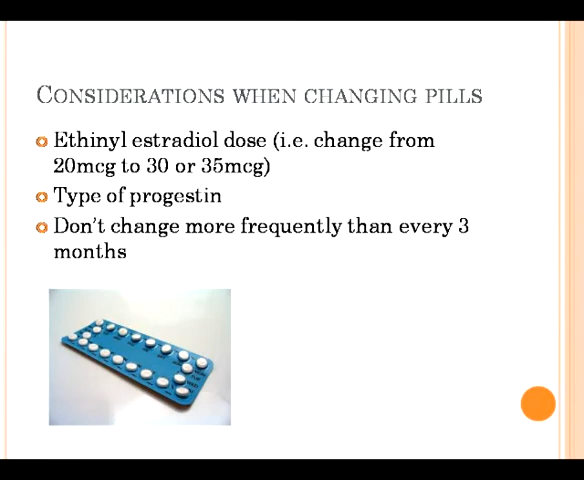 CONSIDERATIONS WHEN CHANGING PILLS
Ethinyl estradiol dose (i.e. change from
20mcg to 30 or 35mcg)
Type of progestin
Don't change more frequently than every 3
months